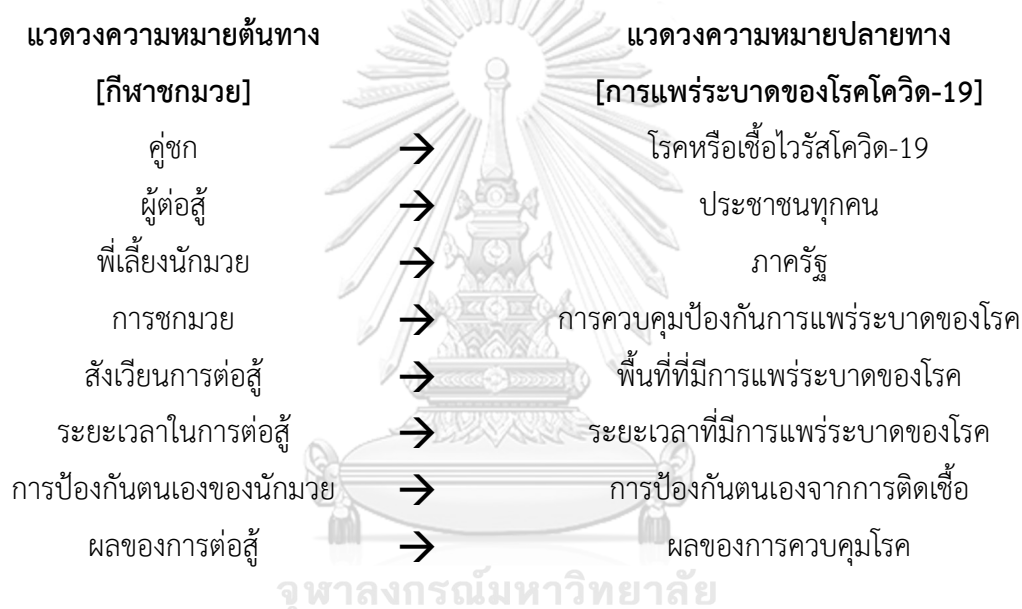 แวดวงความหมายต้นทาง แวดวงความหมายปลายทาง
[กีฬาชกมวย] [การแพร่ระบาดของโรคโควิด-19]
คู่ชก → โรคหรือเชื้อไวรัสโควิด-19
ผู้ต่อสู้ → ประชาชนทุกคน
พี่เลี้ยงนักมวย → ภาครัฐ
การชกมวย → การควบคุมป้องกันการแพร่ระบาดของโรค
สังเวียนการต่อสู้ → พื้นที่ที่มีการแพร่ระบาดของโรค
ระยะเวลาในการต่อสู้ → ระยะเวลาที่มีการแพร่ระบาดของโรค
การป้องกันตนเองของนักมวย → การป้องกันตนเองจากการติดเชื้อ
ผลของการต่อสู้ → ผลของการควบคุมโรค
จุฬาลงกรณ์มหาวิทยาลัย